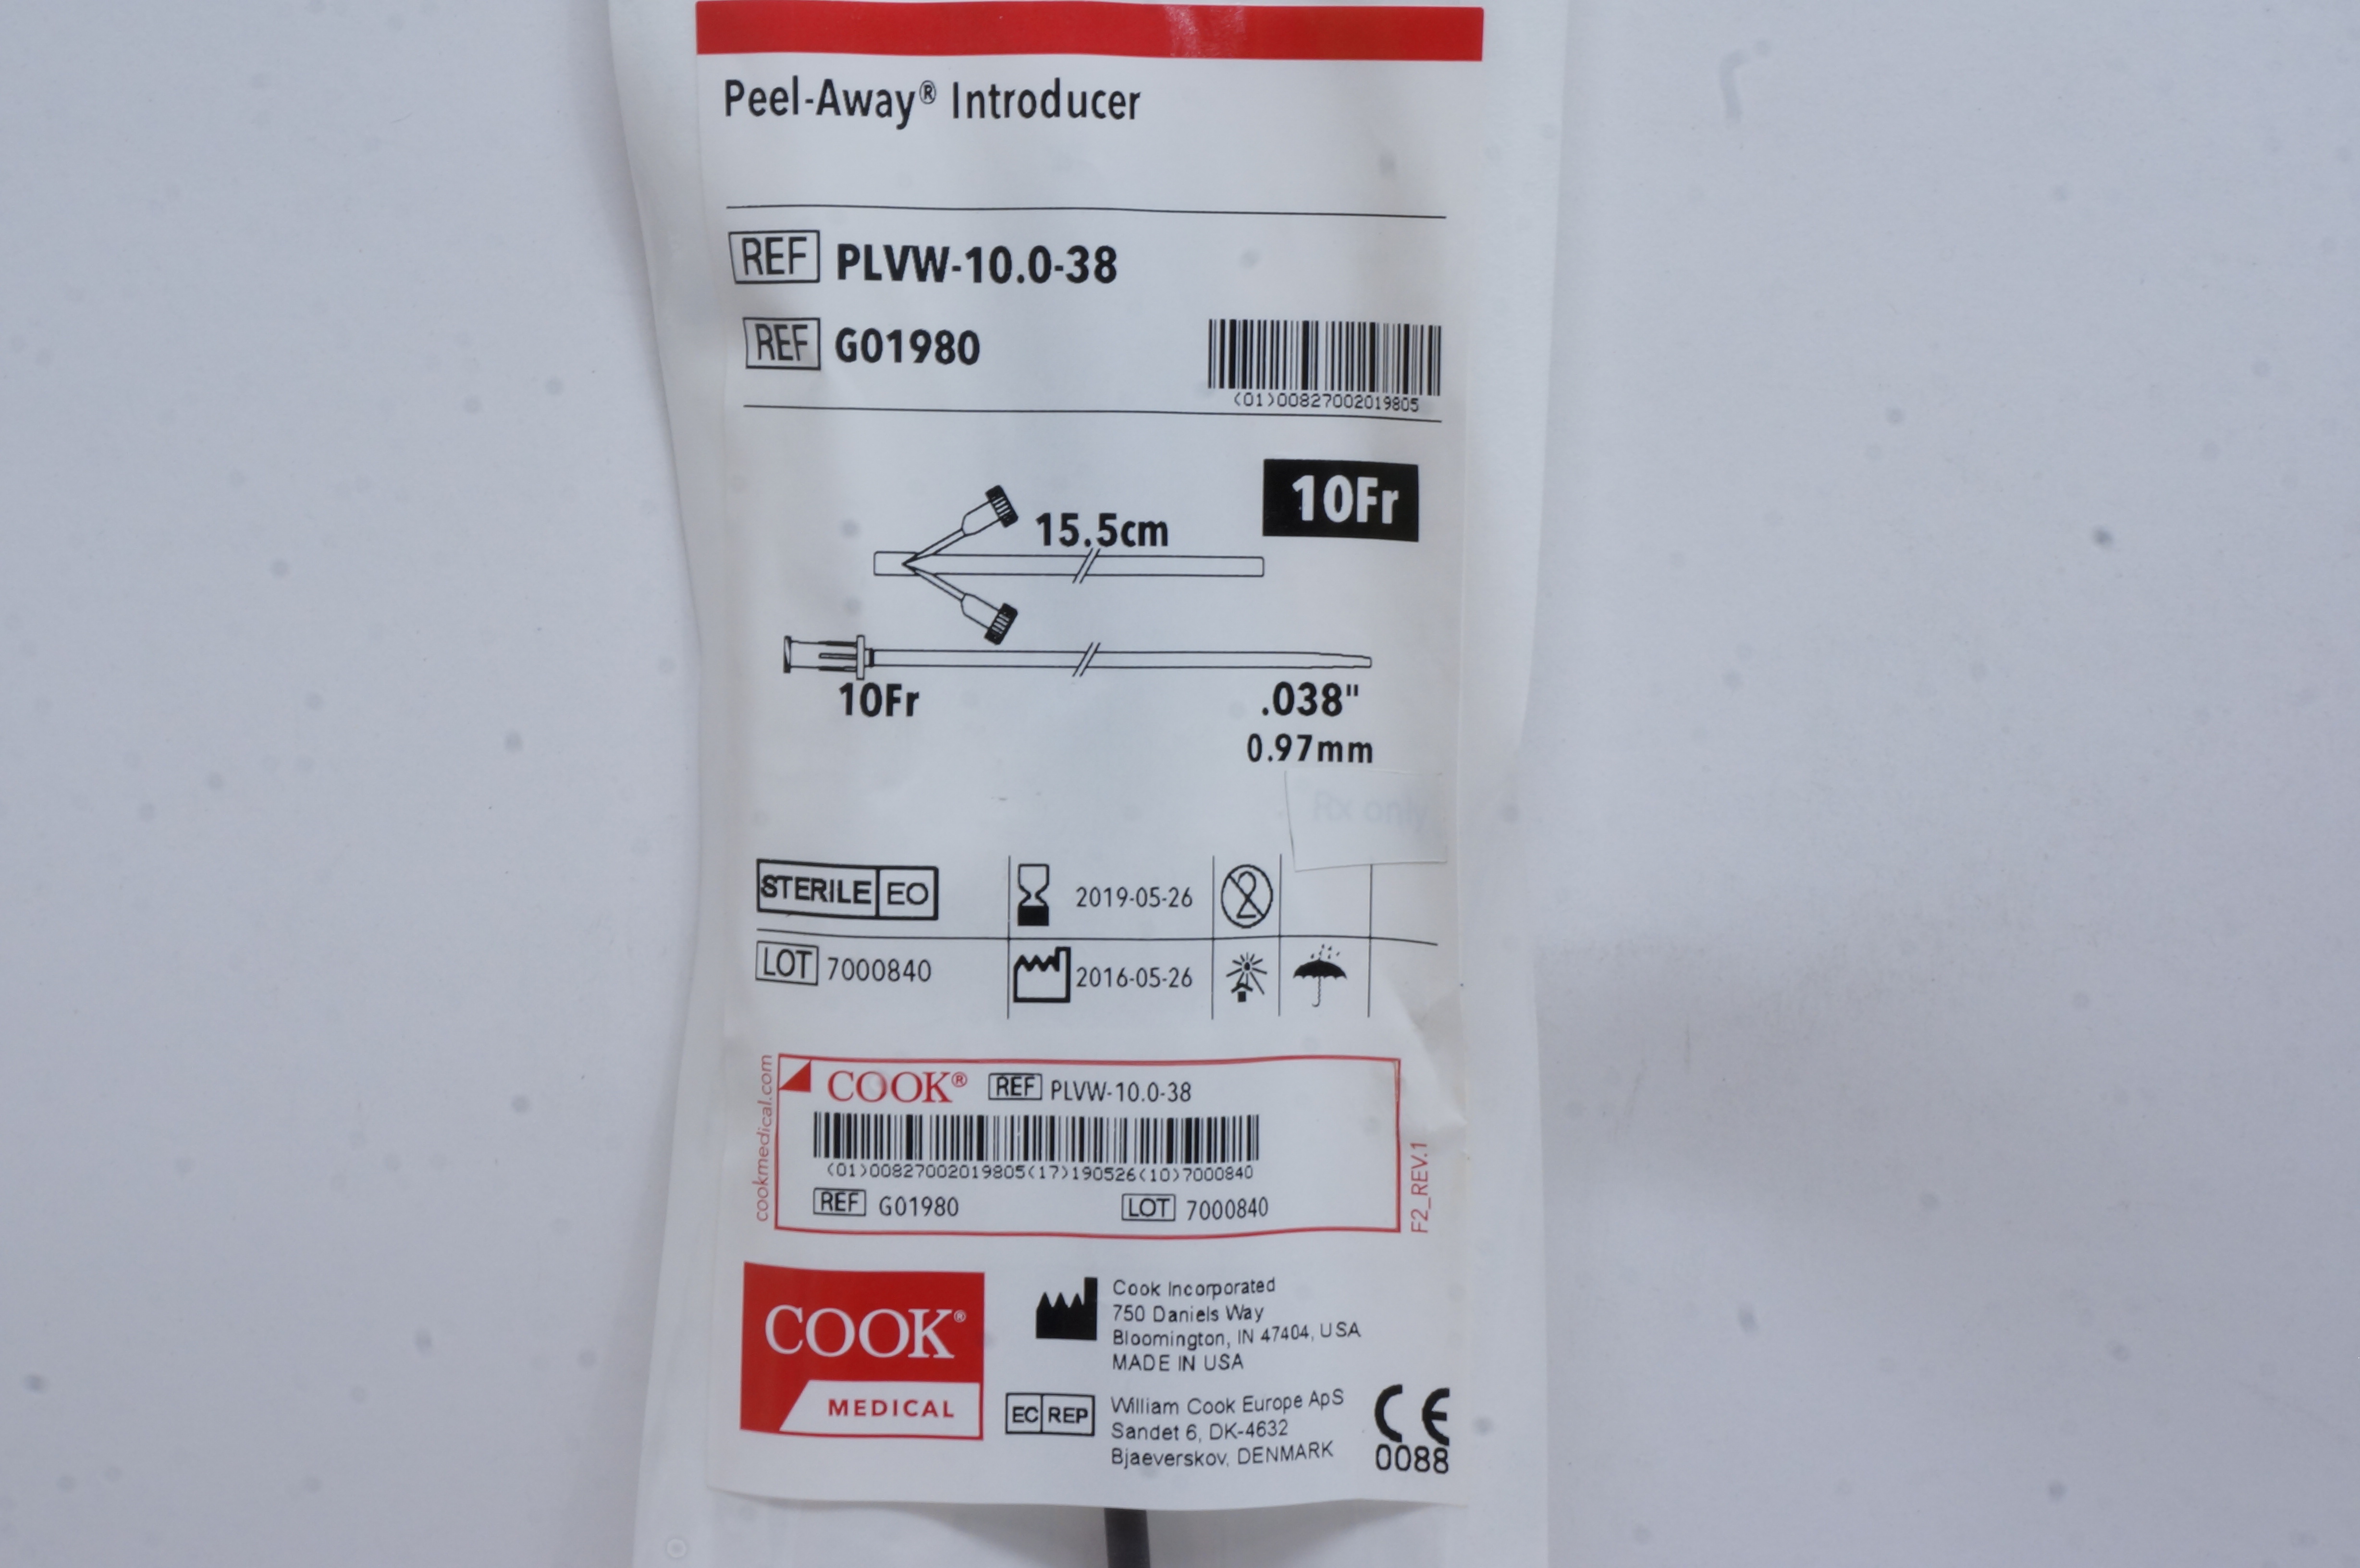 Peel-Away® Introducer
REF PLVW-10.0-38
REF G01980
(01)00827002019805
10Fr
15.5cm
10Fr
.038"
0.97mm
Rx only
STERILE EO
2019-05-26
2
LOT 7000840
2016-05-26
cookmedical.com
COOK® REF PLVW-10.0-38
(01)00827002019805(17)190526(10)7000840
REF G01980 LOT 7000840
F2_REV.1
COOK®
MEDICAL
Cook Incorporated
750 Daniels Way
Bloomington, IN 47404, USA
MADE IN USA
EC REP
William Cook Europe ApS
Sandet 6, DK-4632
Bjaeverskov, DENMARK
CE
0088